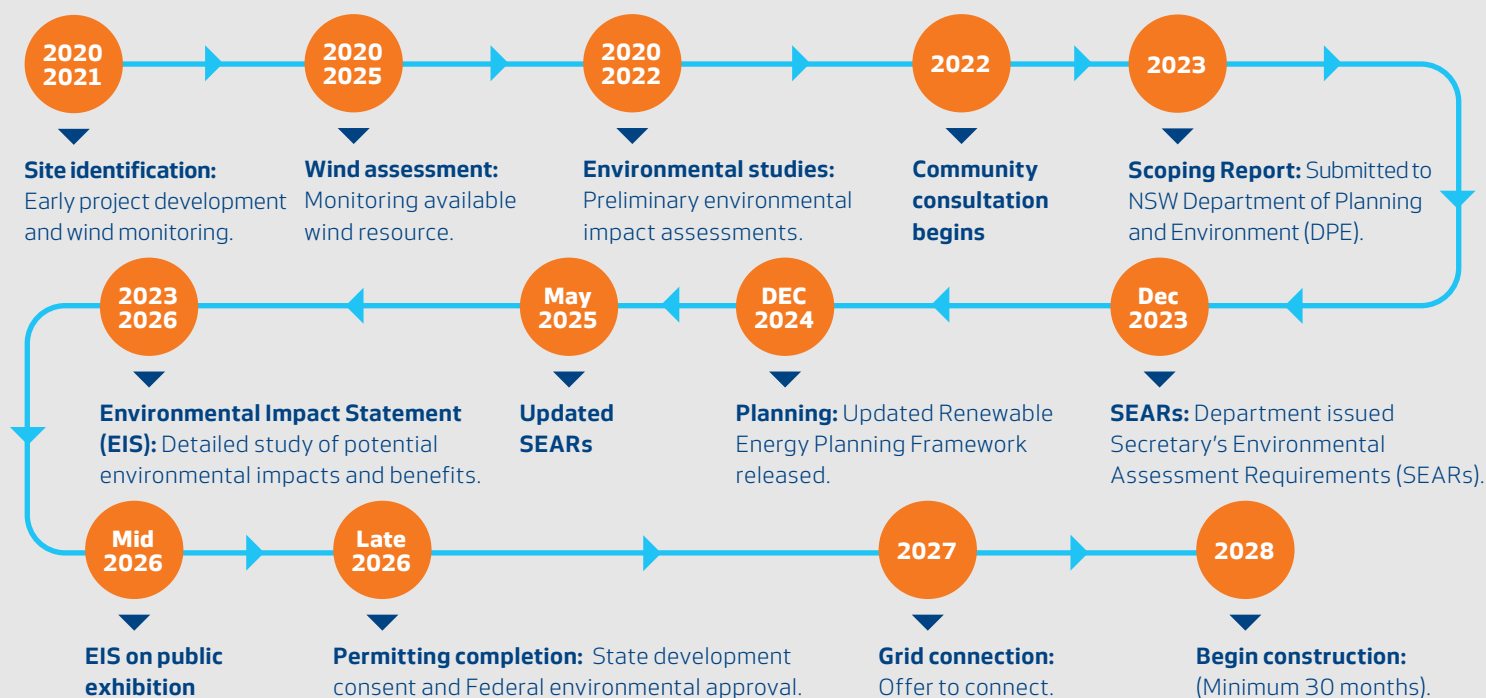 2020
2021
Site identification:
Early project development
and wind monitoring.
2020
2025
Wind assessment:
Monitoring available
wind resource.
2020
2022
Environmental studies:
Preliminary environmental
impact assessments.
2022
Community
consultation
begins
2023
Scoping Report: Submitted to
NSW Department of Planning
and Environment (DPE).
Dec
2023
SEARs: Department issued
Secretary’s Environmental
Assessment Requirements (SEARs).
DEC
2024
Planning: Updated Renewable
Energy Planning Framework
released.
May
2025
Updated
SEARs
2023
2026
Environmental Impact Statement
(EIS): Detailed study of potential
environmental impacts and benefits.
Mid
2026
EIS on public
exhibition
Late
2026
Permitting completion: State development
consent and Federal environmental approval.
2027
Grid connection:
Offer to connect.
2028
Begin construction:
(Minimum 30 months).